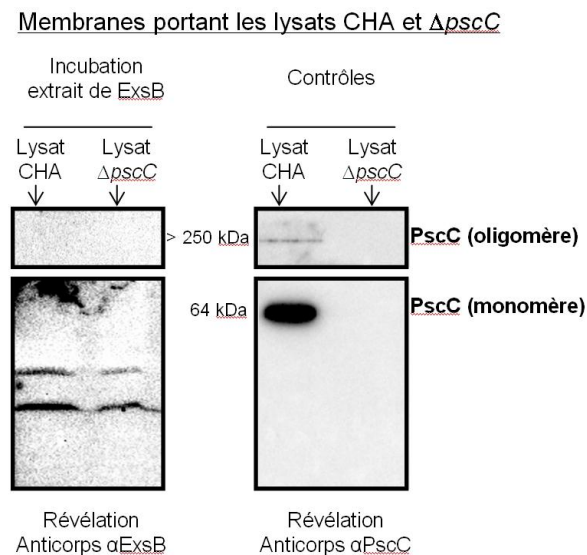 Membranes portant les lysats CHA et ΔpscC
Incubation
extrait de ExsB
Contrôles
Lysat
CHA
Lysat
ΔpscC
Lysat
CHA
Lysat
ΔpscC
> 250 kDa
PscC (oligomère)
64 kDa
PscC (monomère)
Révélation
Anticorps αExsB
Révélation
Anticorps αPscC